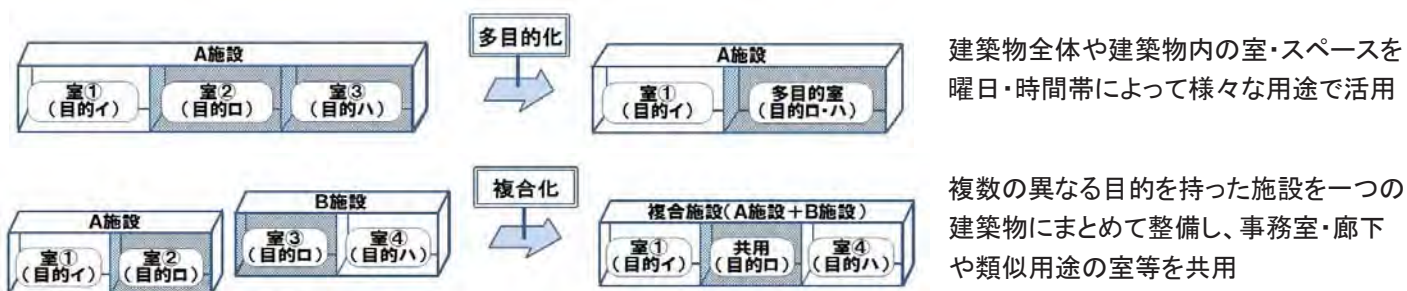 A施設
室①
(目的イ)
室②
(目的ロ)
室③
(目的ハ)
多目的化
A施設
室①
(目的イ)
多目的室
(目的ロ・ハ)
建築物全体や建築物内の室・スペースを
曜日・時間帯によって様々な用途で活用
A施設
室①
(目的イ)
室②
(目的ロ)
B施設
室③
(目的ロ)
室④
(目的ハ)
複合化
複合施設(A施設+B施設)
室①
(目的イ)
共用
(目的ロ)
室④
(目的ハ)
複数の異なる目的を持った施設を一つの
建築物にまとめて整備し、事務室・廊下
や類似用途の室等を共用